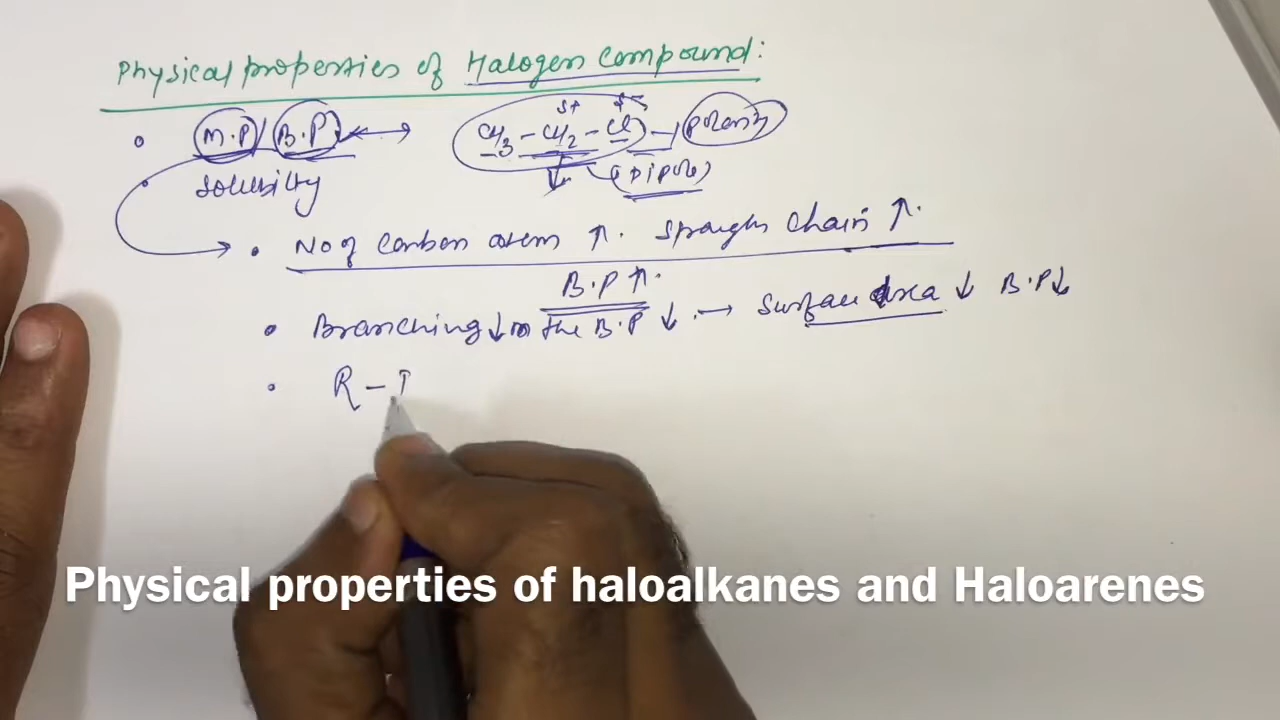 Physical properties of Halogen compound:
• M.P / B.P ↔ CH3 - CH2 - Cl → polarity
δ+ δ-
(Dipole)
• solubility
• No of carbon atom ↑. straight chain ↑.
B.P ↑.
• Branching ↓ the B.P ↓ → Surface area ↓ B.P ↓
• R - I
Physical properties of haloalkanes and Haloarenes